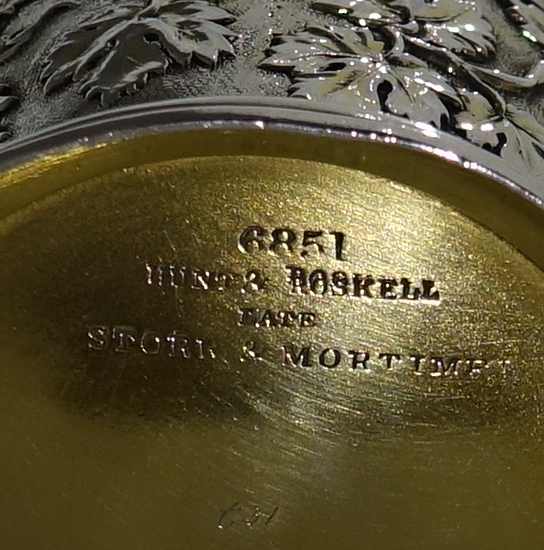 6851
HUNT & ROSKELL
LATE
STORR & MORTIMER